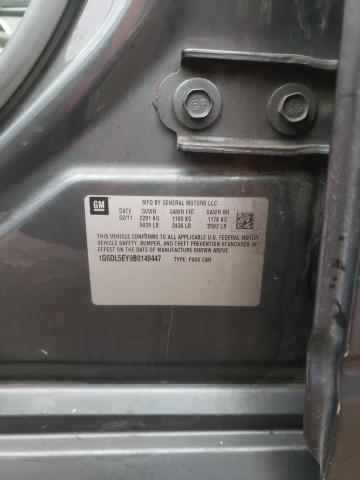 GM
MFD BY GENERAL MOTORS LLC
DATE GVWR GAWR FRT GAWR RR
02/11 2281 KG 1105 KG 1176 KG
5029 LB 2436 LB 2593 LB
THIS VEHICLE CONFORMS TO ALL APPLICABLE U.S. FEDERAL MOTOR
VEHICLE SAFETY, BUMPER, AND THEFT PREVENTION STANDARDS IN
EFFECT ON THE DATE OF MANUFACTURE SHOWN ABOVE.
1G6DL5EY9B0148447 TYPE: PASS CAR